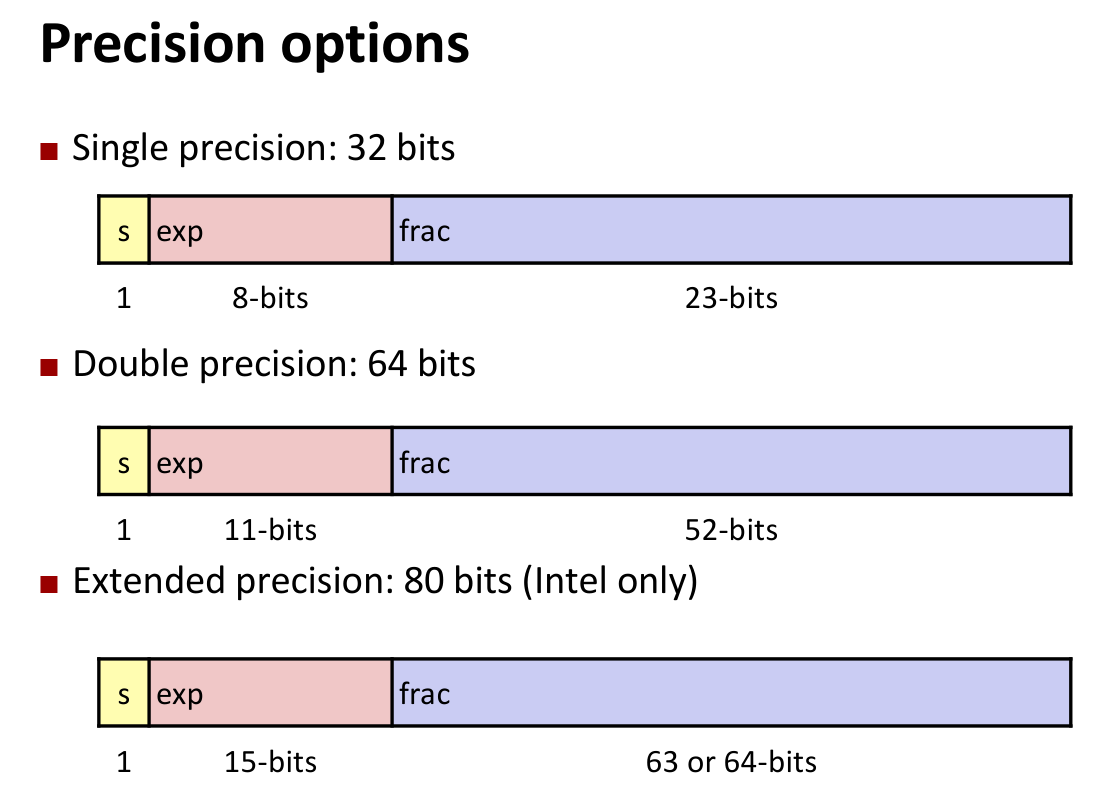 Precision options
Single precision: 32 bits
s exp frac
1 8-bits 23-bits
Double precision: 64 bits
s exp frac
1 11-bits 52-bits
Extended precision: 80 bits (Intel only)
s exp frac
1 15-bits 63 or 64-bits